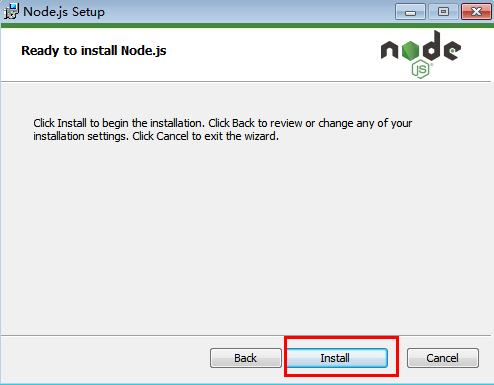 Node.js Setup
Ready to install Node.js
node
JS
Click Install to begin the installation. Click Back to review or change any of your
installation settings. Click Cancel to exit the wizard.
Back
Install
Cancel